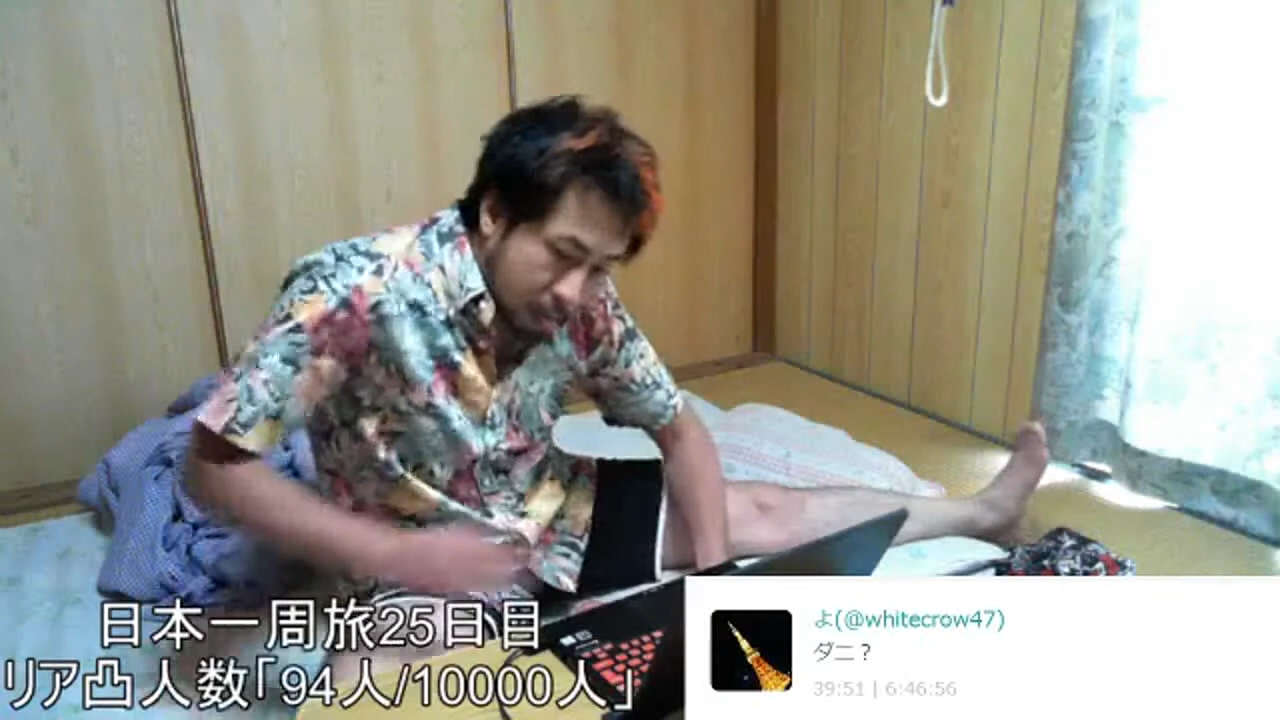 日本一周旅25日目
リア凸人数「94人/10000人」
よ(@whitecrow47)
ダニ？
39:51 | 6:46:56